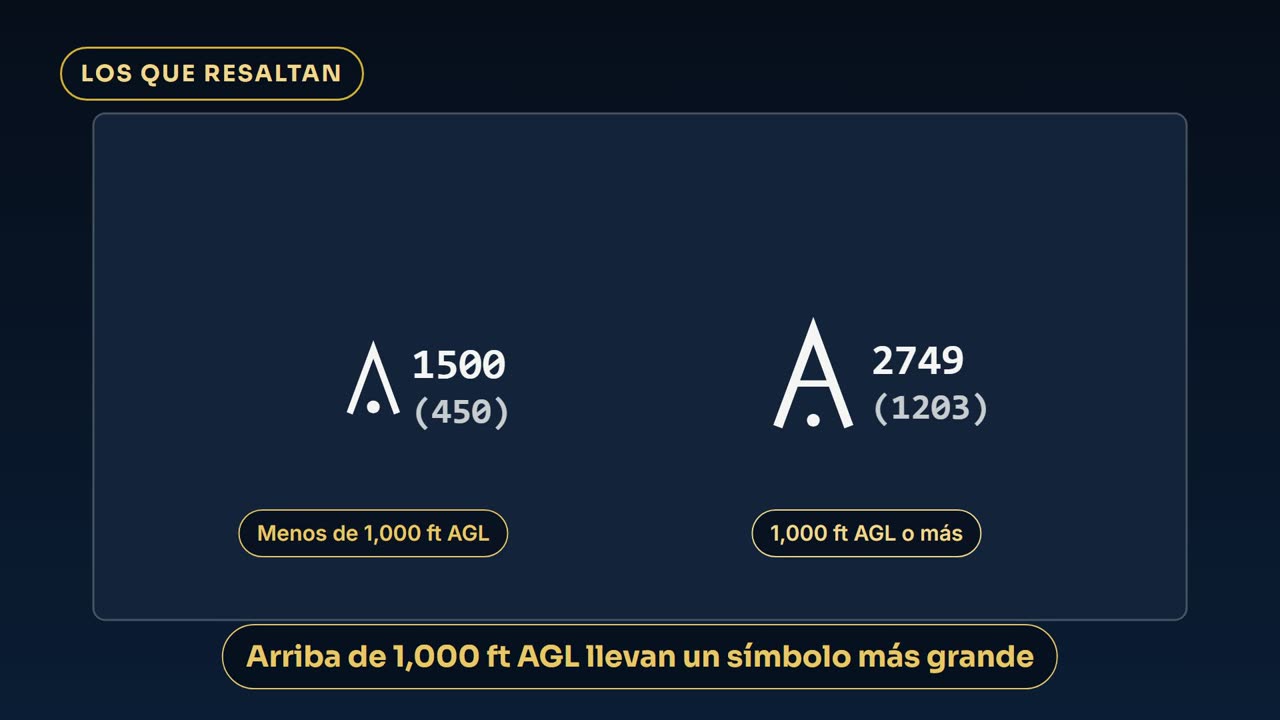 LOS QUE RESALTAN
1500
(450)
2749
(1203)
Menos de 1,000 ft AGL
1,000 ft AGL o más
Arriba de 1,000 ft AGL llevan un símbolo más grande